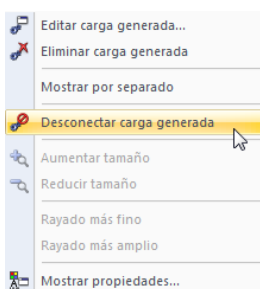 Editar carga generada...
Eliminar carga generada
Mostrar por separado
Desconectar carga generada
Aumentar tamaño
Reducir tamaño
Rayado más fino
Rayado más amplio
Mostrar propiedades...